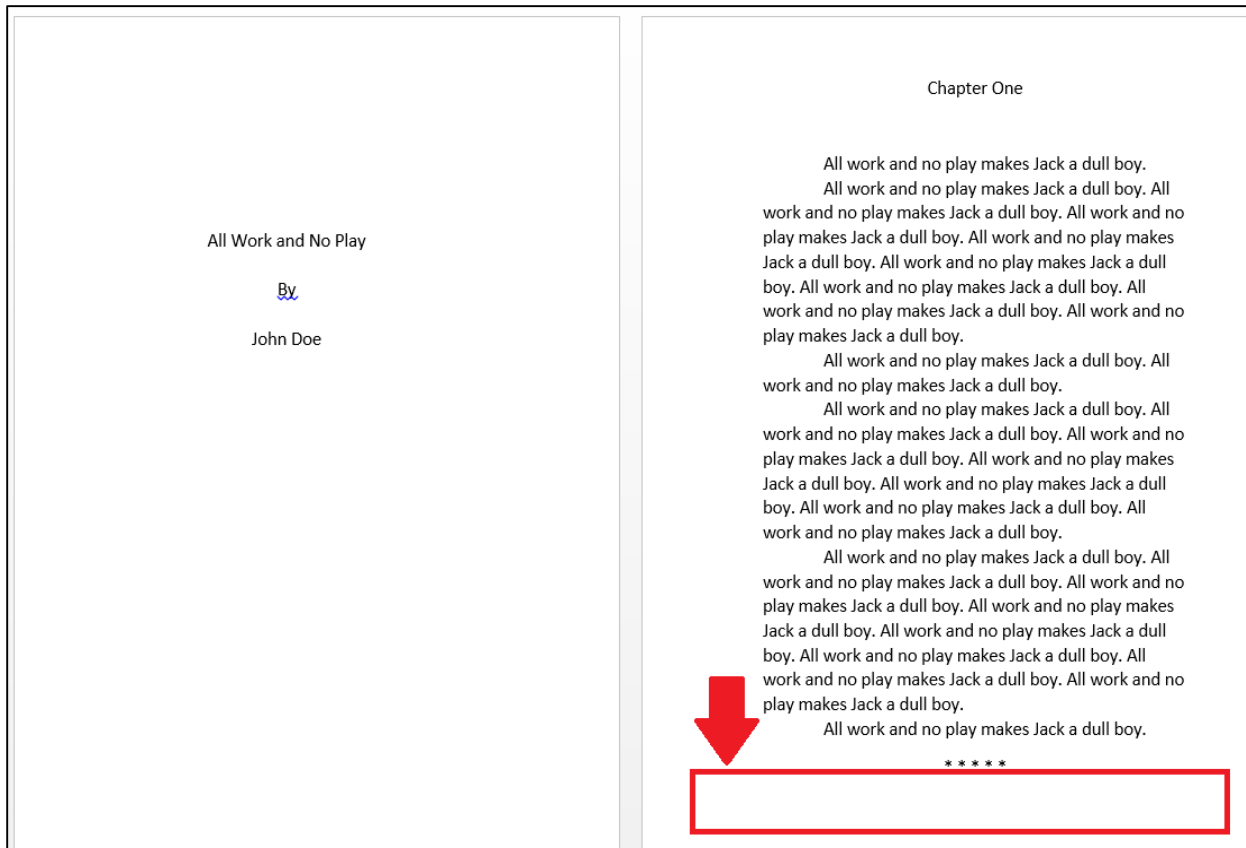 All Work and No Play
By
John Doe
Chapter One
All work and no play makes Jack a dull boy.
All work and no play makes Jack a dull boy. All
work and no play makes Jack a dull boy. All work and no
play makes Jack a dull boy. All work and no play makes
Jack a dull boy. All work and no play makes Jack a dull
boy. All work and no play makes Jack a dull boy. All
work and no play makes Jack a dull boy. All work and no
play makes Jack a dull boy.
All work and no play makes Jack a dull boy. All
work and no play makes Jack a dull boy.
All work and no play makes Jack a dull boy. All
work and no play makes Jack a dull boy. All work and no
play makes Jack a dull boy. All work and no play makes
Jack a dull boy. All work and no play makes Jack a dull
boy. All work and no play makes Jack a dull boy. All
work and no play makes Jack a dull boy.
All work and no play makes Jack a dull boy. All
work and no play makes Jack a dull boy. All work and no
play makes Jack a dull boy. All work and no play makes
Jack a dull boy. All work and no play makes Jack a dull
boy. All work and no play makes Jack a dull boy. All
work and no play makes Jack a dull boy. All work and no
play makes Jack a dull boy.
All work and no play makes Jack a dull boy.
* * * * *